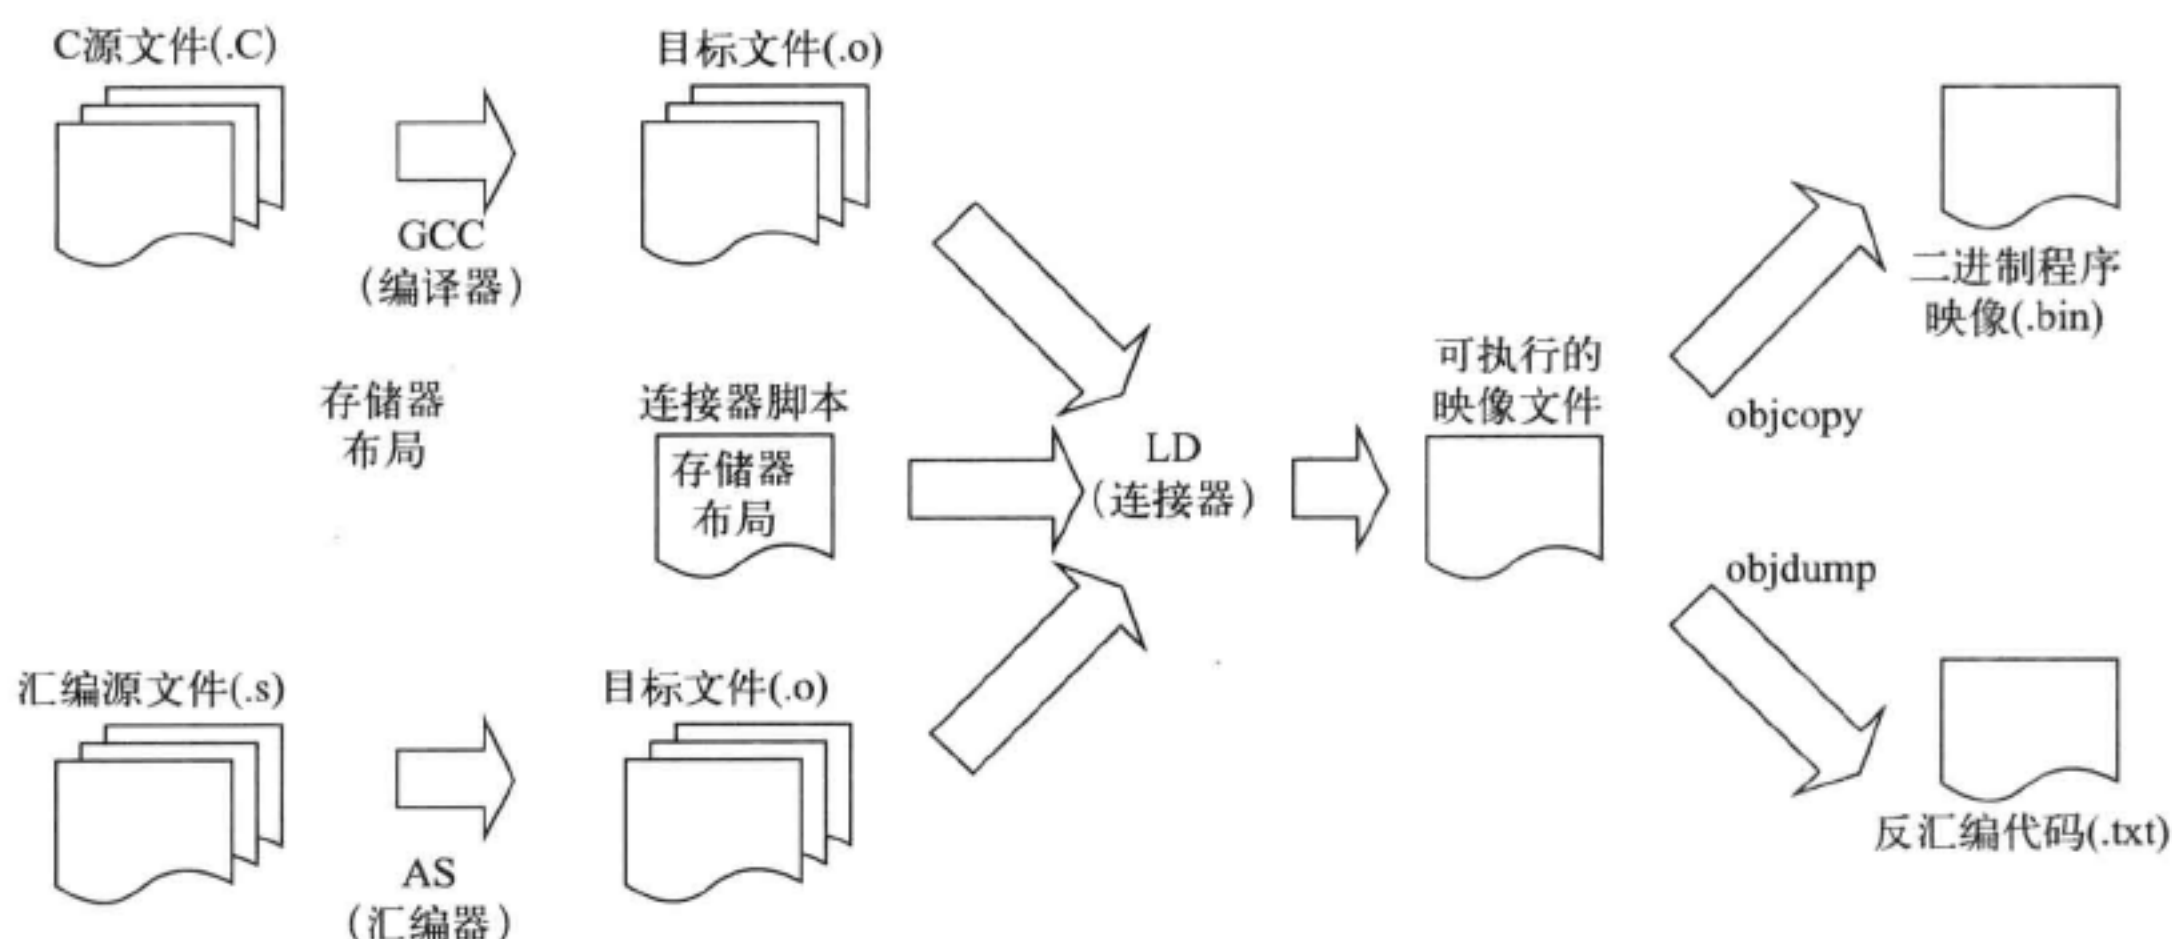 C源文件(.C)
GCC
（编译器）
目标文件(.o)
存储器
布局
连接器脚本
存储器
布局
汇编源文件(.s)
AS
（汇编器）
目标文件(.o)
LD
（连接器）
可执行的
映像文件
objcopy
二进制程序
映像(.bin)
objdump
反汇编代码(.txt)